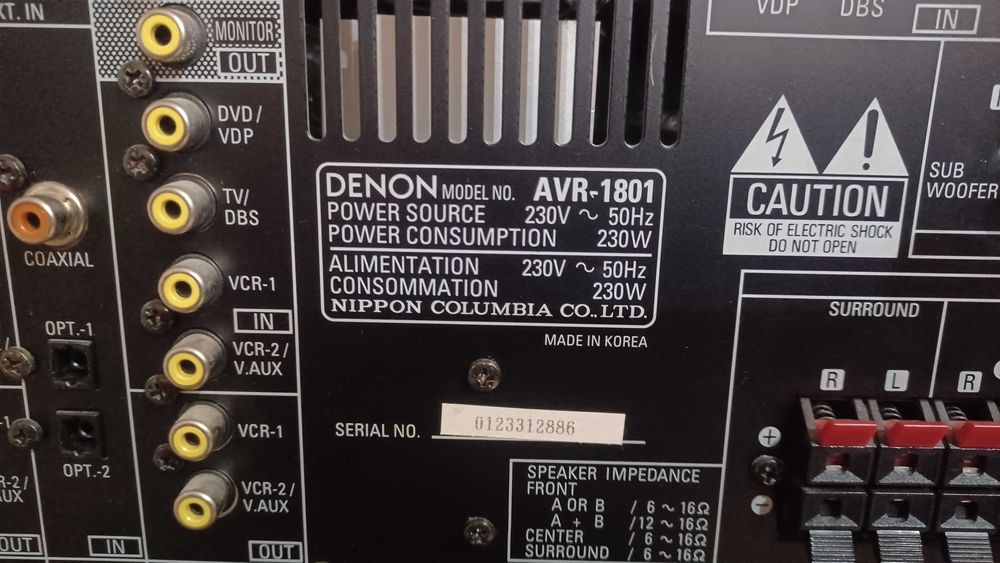 T. IN
MONITOR
OUT
DVD/
VDP
TV/
DBS
VCR-1
IN
VCR-2/
V.AUX
VCR-1
VCR-2/
V.AUX
OUT
COAXIAL
OPT.-1
OPT.-2
-1
AUX
OUT
IN
DENON MODEL NO. AVR-1801
POWER SOURCE 230V ~ 50Hz
POWER CONSUMPTION 230W
ALIMENTATION 230V ~ 50Hz
CONSOMMATION 230W
NIPPON COLUMBIA CO., LTD.
MADE IN KOREA
SERIAL NO. 0123312886
SPEAKER IMPEDANCE
FRONT
A OR B / 6 ~ 16Ω
A + B / 12 ~ 16Ω
CENTER / 6 ~ 16Ω
SURROUND / 6 ~ 16Ω
VDP DBS IN
CAUTION
RISK OF ELECTRIC SHOCK
DO NOT OPEN
SUB
WOOFER
SURROUND
R L R
+
−